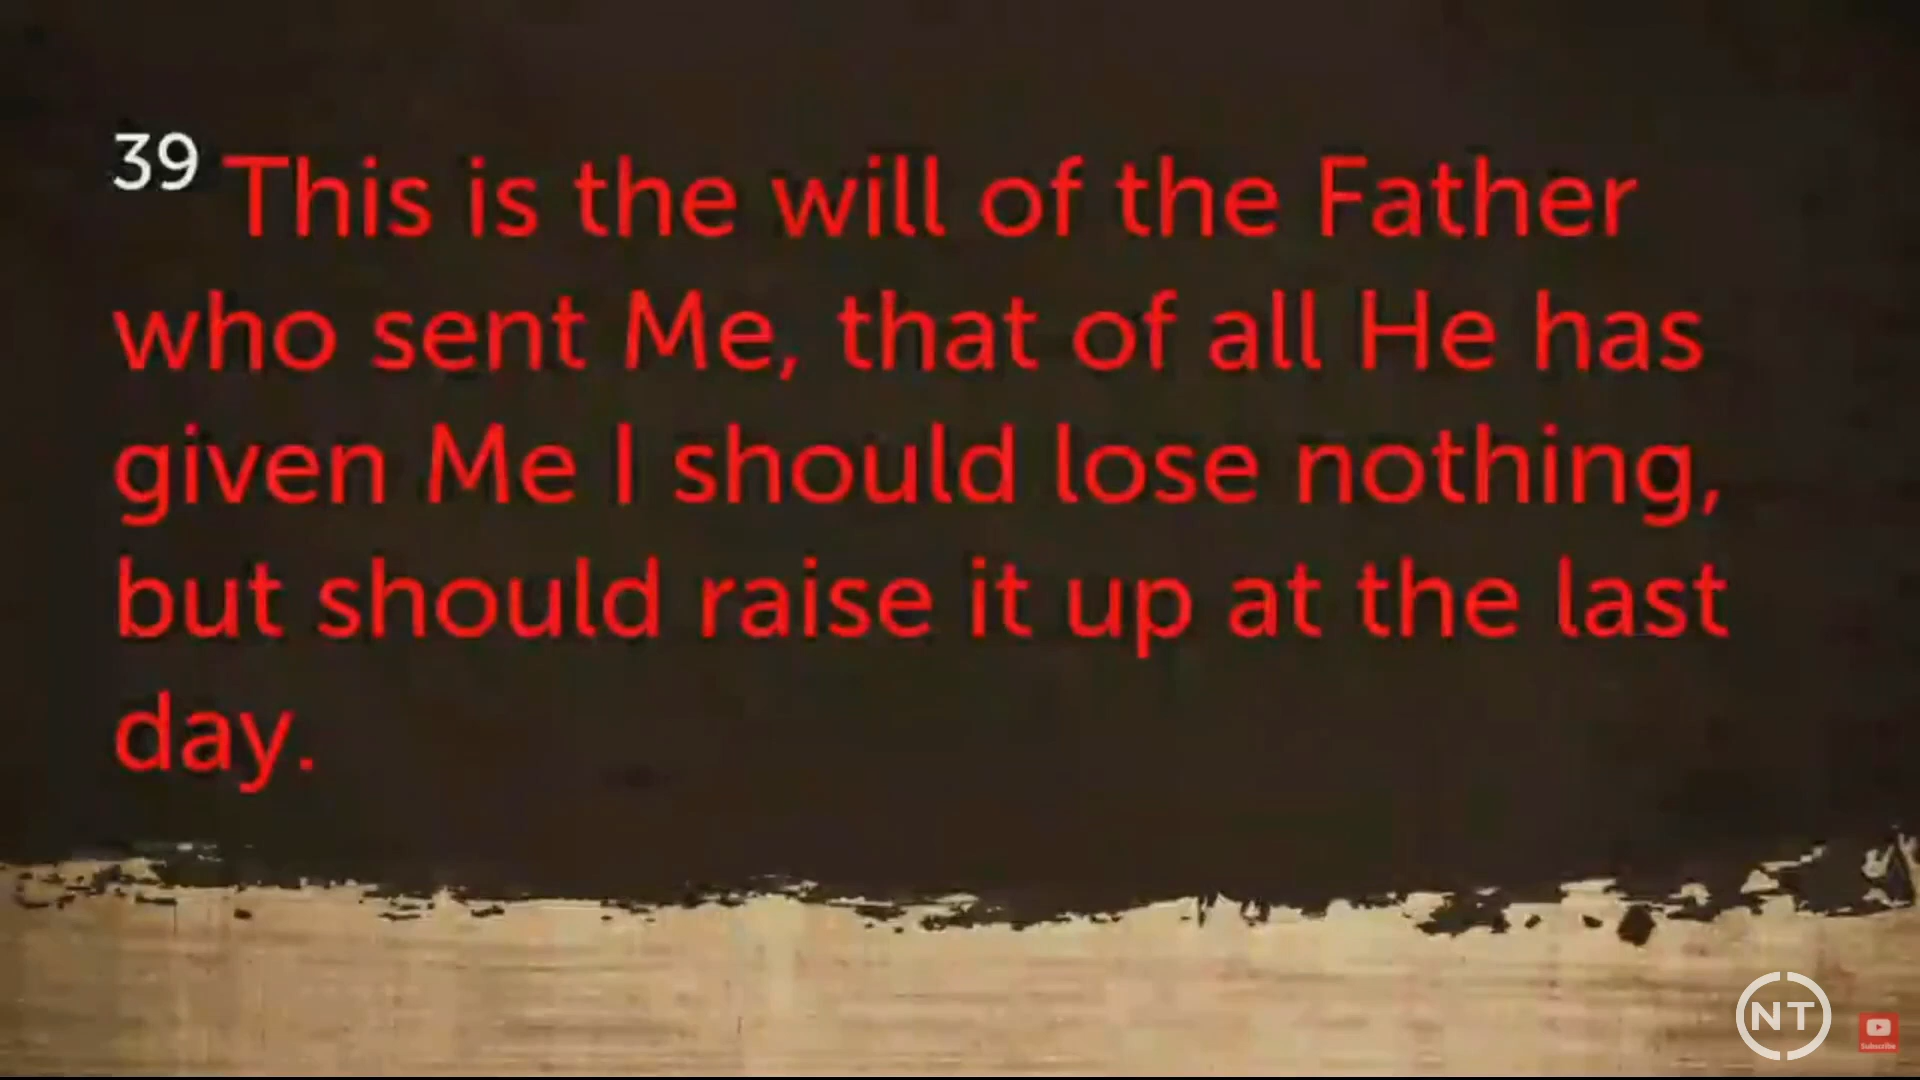 39 This is the will of the Father
who sent Me, that of all He has
given Me I should lose nothing,
but should raise it up at the last
day.
NT
Subscribe